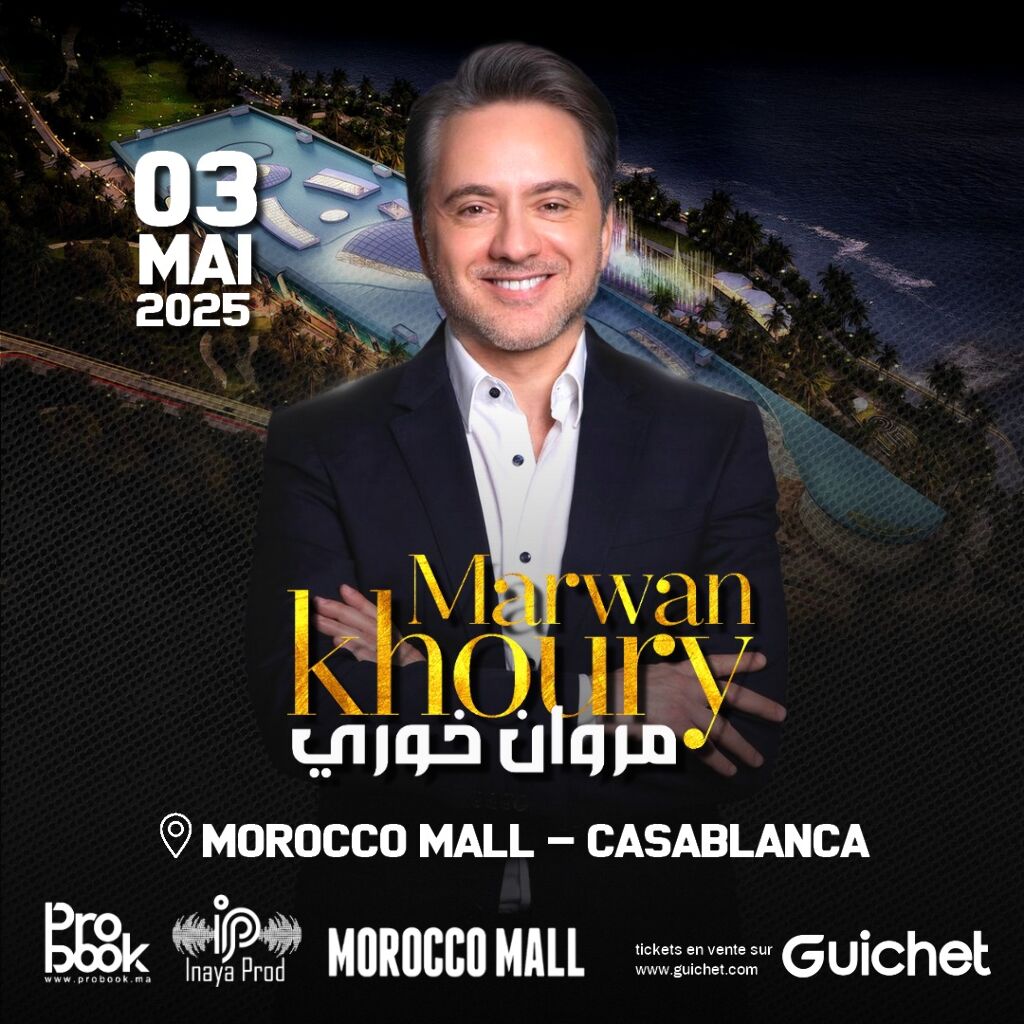 03
MAI
2025
Marwan
khoury
مروان خوري
MOROCCO MALL – CASABLANCA
Pro
book
www.probook.ma
ip
Inaya Prod
MOROCCO MALL
tickets en vente sur
www.guichet.com
Guichet